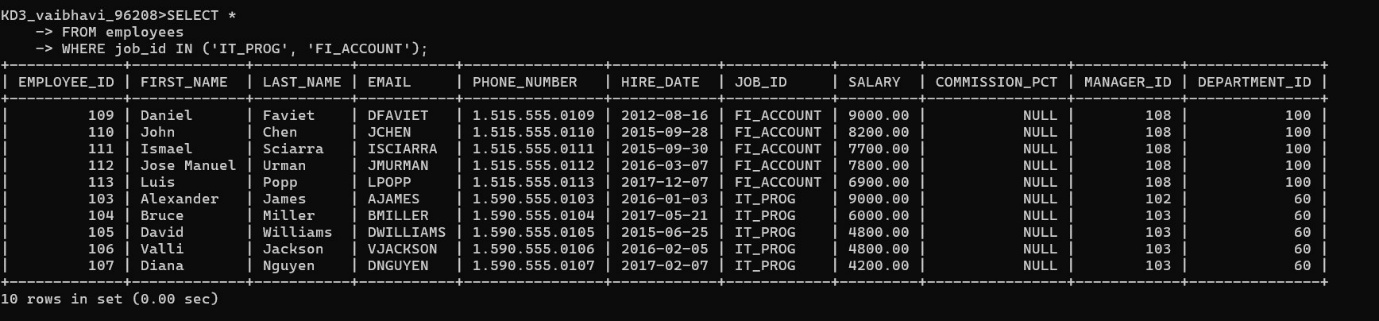 KD3_vaibhavi_96208>SELECT *
    -> FROM employees
    -> WHERE job_id IN ('IT_PROG', 'FI_ACCOUNT');
+-------------+-------------+-----------+-----------+----------------+------------+------------+---------+----------------+------------+---------------+
| EMPLOYEE_ID | FIRST_NAME  | LAST_NAME | EMAIL     | PHONE_NUMBER   | HIRE_DATE  | JOB_ID     | SALARY  | COMMISSION_PCT | MANAGER_ID | DEPARTMENT_ID |
+-------------+-------------+-----------+-----------+----------------+------------+------------+---------+----------------+------------+---------------+
|         109 | Daniel      | Faviet    | DFAVIET   | 1.515.555.0109 | 2012-08-16 | FI_ACCOUNT | 9000.00 |           NULL |        108 |           100 |
|         110 | John        | Chen      | JCHEN     | 1.515.555.0110 | 2015-09-28 | FI_ACCOUNT | 8200.00 |           NULL |        108 |           100 |
|         111 | Ismael      | Sciarra   | ISCIARRA  | 1.515.555.0111 | 2015-09-30 | FI_ACCOUNT | 7700.00 |           NULL |        108 |           100 |
|         112 | Jose Manuel | Urman     | JMURMAN   | 1.515.555.0112 | 2016-03-07 | FI_ACCOUNT | 7800.00 |           NULL |        108 |           100 |
|         113 | Luis        | Popp      | LPOPP     | 1.515.555.0113 | 2017-12-07 | FI_ACCOUNT | 6900.00 |           NULL |        108 |           100 |
|         103 | Alexander   | James     | AJAMES    | 1.590.555.0103 | 2016-01-03 | IT_PROG    | 9000.00 |           NULL |        102 |            60 |
|         104 | Bruce       | Miller    | BMILLER   | 1.590.555.0104 | 2017-05-21 | IT_PROG    | 6000.00 |           NULL |        103 |            60 |
|         105 | David       | Williams  | DWILLIAMS | 1.590.555.0105 | 2015-06-25 | IT_PROG    | 4800.00 |           NULL |        103 |            60 |
|         106 | Valli       | Jackson   | VJACKSON  | 1.590.555.0106 | 2016-02-05 | IT_PROG    | 4800.00 |           NULL |        103 |            60 |
|         107 | Diana       | Nguyen    | DNGUYEN   | 1.590.555.0107 | 2017-02-07 | IT_PROG    | 4200.00 |           NULL |        103 |            60 |
+-------------+-------------+-----------+-----------+----------------+------------+------------+---------+----------------+------------+---------------+
10 rows in set (0.00 sec)